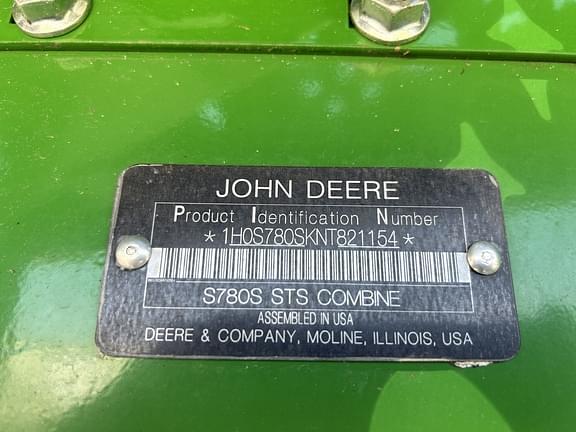 JOHN DEERE
Product Identification Number
*1H0S780SKNT821154*
S780S STS COMBINE
ASSEMBLED IN USA
DEERE & COMPANY, MOLINE, ILLINOIS, USA